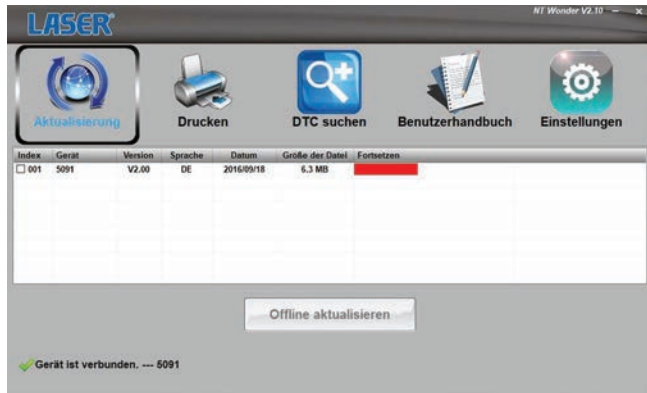 LASER®
NT Wonder V2.10
Aktualisierung Drucken DTC suchen Benutzerhandbuch Einstellungen
Index Gerät Version Sprache Datum Größe der Datei Fortsetzen
001 5091 V2.00 DE 2016/09/18 6.3 MB
Offline aktualisieren
Gerät ist verbunden. --- 5091